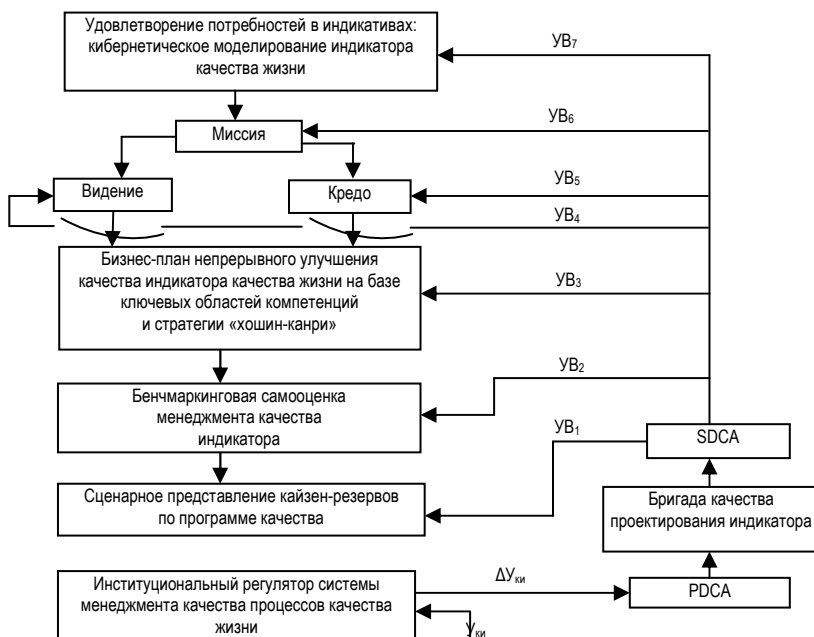 Удовлетворение потребностей в индикативах:
кибернетическое моделирование индикатора
качества жизни
УВ₇
Миссия
УВ₆
Видение
Кредо
УВ₅
УВ₄
Бизнес-план непрерывного улучшения
качества индикатора качества жизни на базе
ключевых областей компетенций
и стратегии «хошин-канри»
УВ₃
Бенчмаркинговая самооценка
менеджмента качества
индикатора
УВ₂
УВ₁
SDCA
Сценарное представление кайзен-резервов
по программе качества
Бригада качества
проектирования индикатора
Институциональный регулятор системы
менеджмента качества процессов качества
жизни
ΔУки
PDCA
Уки